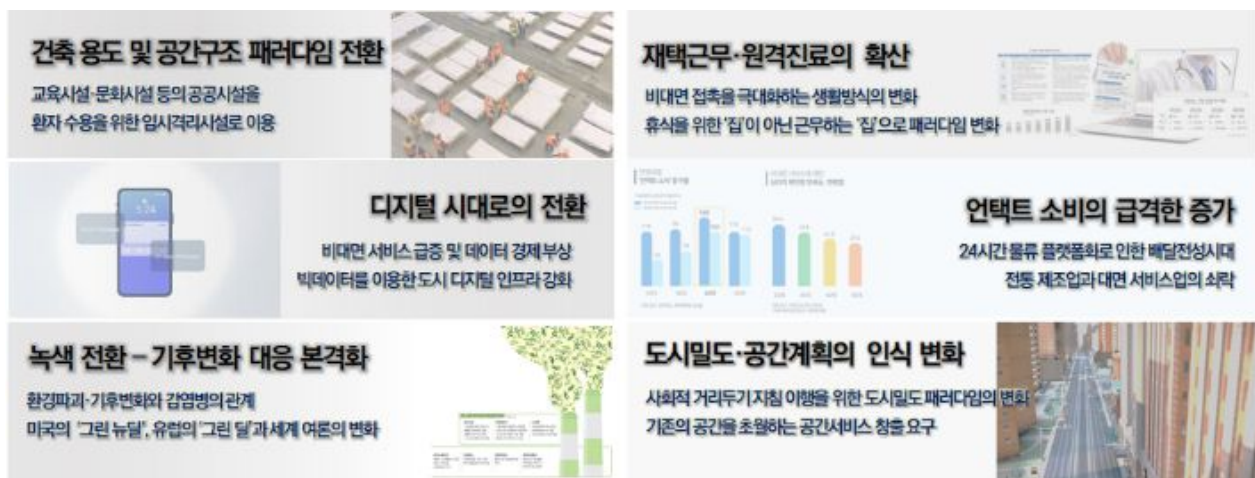 건축 용도 및 공간구조 패러다임 전환
교육시설·문화시설 등의 공공시설을
환자 수용을 위한 임시격리시설로 이용
재택근무·원격진료의 확산
비대면 접촉을 극대화하는 생활방식의 변화
휴식을 위한 '집'이 아닌 근무하는 '집'으로 패러다임 변화
디지털 시대로의 전환
비대면 서비스 급증 및 데이터 경제 부상
빅데이터를 이용한 도시 디지털 인프라 강화
언택트 소비의 급격한 증가
24시간 물류 플랫폼화로 인한 배달전성시대
전통 제조업과 대면 서비스업의 쇠락
녹색 전환 – 기후변화 대응 본격화
환경파괴·기후변화와 감염병의 관계
미국의 '그린 뉴딜', 유럽의 '그린 딜'과 세계 여론의 변화
도시밀도·공간계획의 인식 변화
사회적 거리두기 지침 이행을 위한 도시밀도 패러다임의 변화
기존의 공간을 초월하는 공간서비스 창출 요구